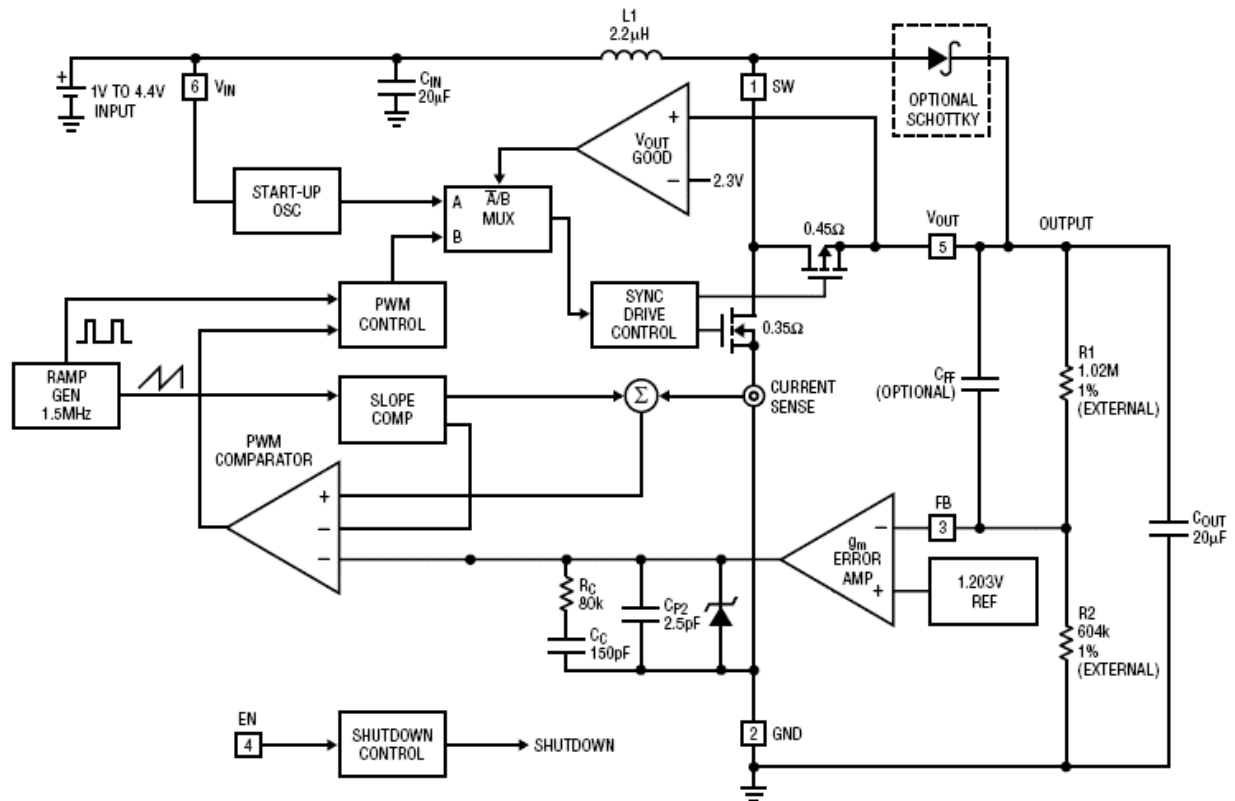 L1
2.2μH
+
1V TO 4.4V
INPUT
6
VIN
CIN
20μF
1
SW
OPTIONAL
SCHOTTKY
+
VOUT
GOOD
−
2.3V
START-UP
OSC
A
B
A̅/B
MUX
0.45Ω
VOUT
5
OUTPUT
PWM
CONTROL
SYNC
DRIVE
CONTROL
0.35Ω
RAMP
GEN
1.5MHz
SLOPE
COMP
Σ
CURRENT
SENSE
CFF
(OPTIONAL)
R1
1.02M
1%
(EXTERNAL)
PWM
COMPARATOR
+
−
−
FB
3
−
gm
ERROR
AMP
+
1.203V
REF
COUT
20μF
RC
80k
CC
150pF
CP2
2.5pF
R2
604k
1%
(EXTERNAL)
EN
4
SHUTDOWN
CONTROL
SHUTDOWN
2
GND